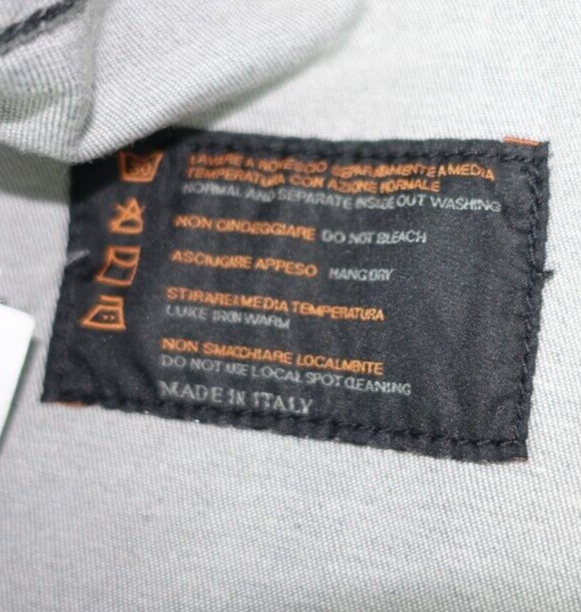 30
LAVARE A ROVESCIO SEPARATAMENTE A MEDIA
TEMPERATURA CON AZIONE NORMALE
NORMAL AND SEPARATE INSIDE OUT WASHING
NON CINDEGGIARE DO NOT BLEACH
ASCIUGARE APPESO HANG DRY
STIRARE A MEDIA TEMPERATURA
LUKE IRON WARM
NON SMACCHIARE LOCALMENTE
DO NOT USE LOCAL SPOT CLEANING
MADE IN ITALY